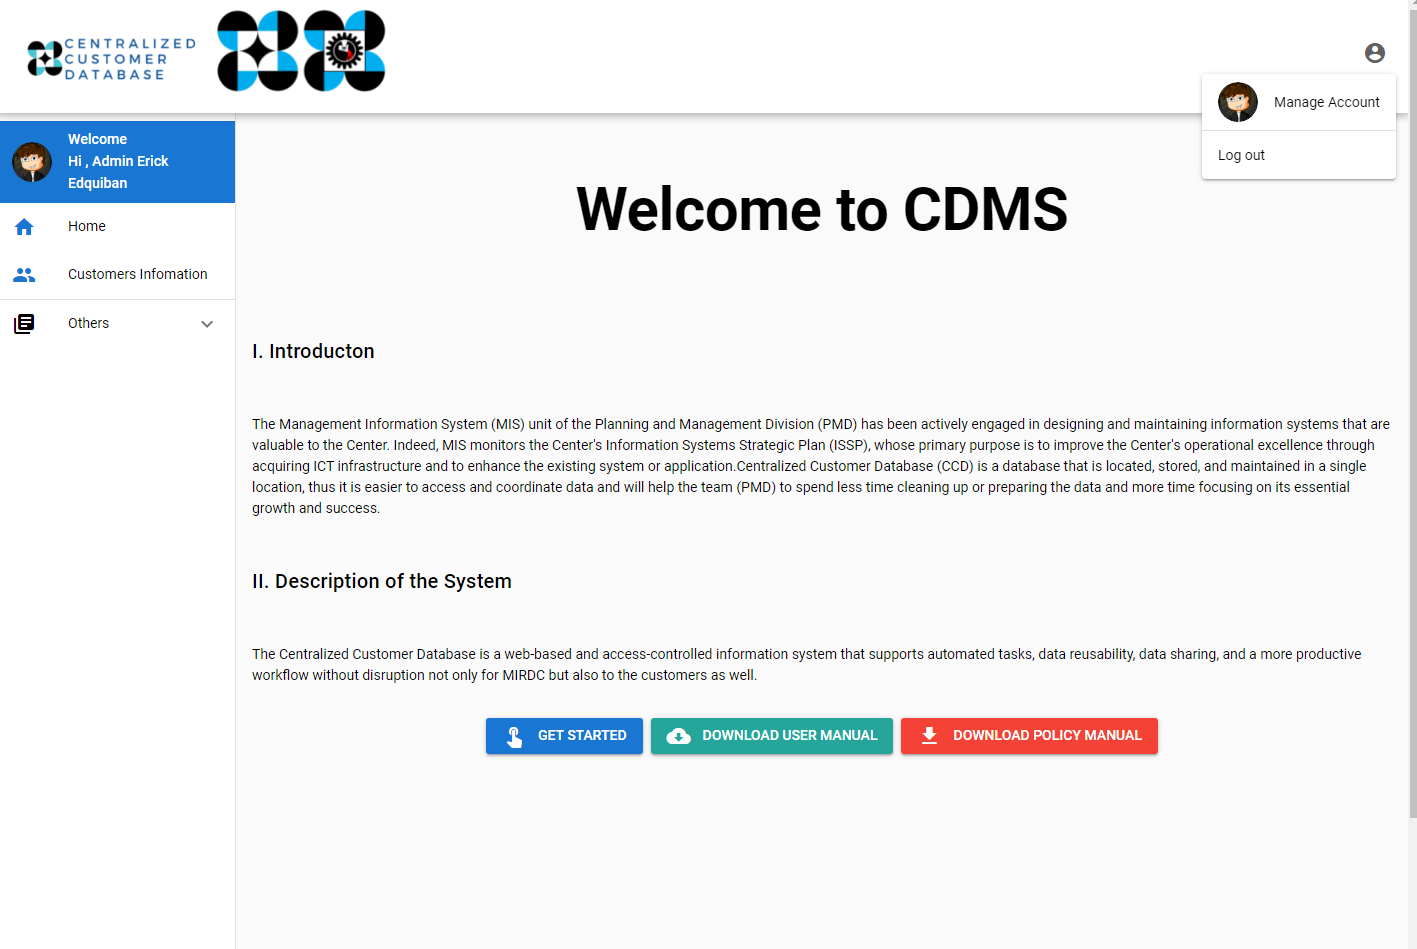 CENTRALIZED
CUSTOMER
DATABASE
Manage Account
Log out
Welcome
Hi , Admin Erick
Edquiban
Home
Customers Infomation
Others
Welcome to CDMS
I. Introducton
The Management Information System (MIS) unit of the Planning and Management Division (PMD) has been actively engaged in designing and maintaining information systems that are
valuable to the Center. Indeed, MIS monitors the Center's Information Systems Strategic Plan (ISSP), whose primary purpose is to improve the Center's operational excellence through
acquiring ICT infrastructure and to enhance the existing system or application.Centralized Customer Database (CCD) is a database that is located, stored, and maintained in a single
location, thus it is easier to access and coordinate data and will help the team (PMD) to spend less time cleaning up or preparing the data and more time focusing on its essential
growth and success.
II. Description of the System
The Centralized Customer Database is a web-based and access-controlled information system that supports automated tasks, data reusability, data sharing, and a more productive
workflow without disruption not only for MIRDC but also to the customers as well.
GET STARTED
DOWNLOAD USER MANUAL
DOWNLOAD POLICY MANUAL